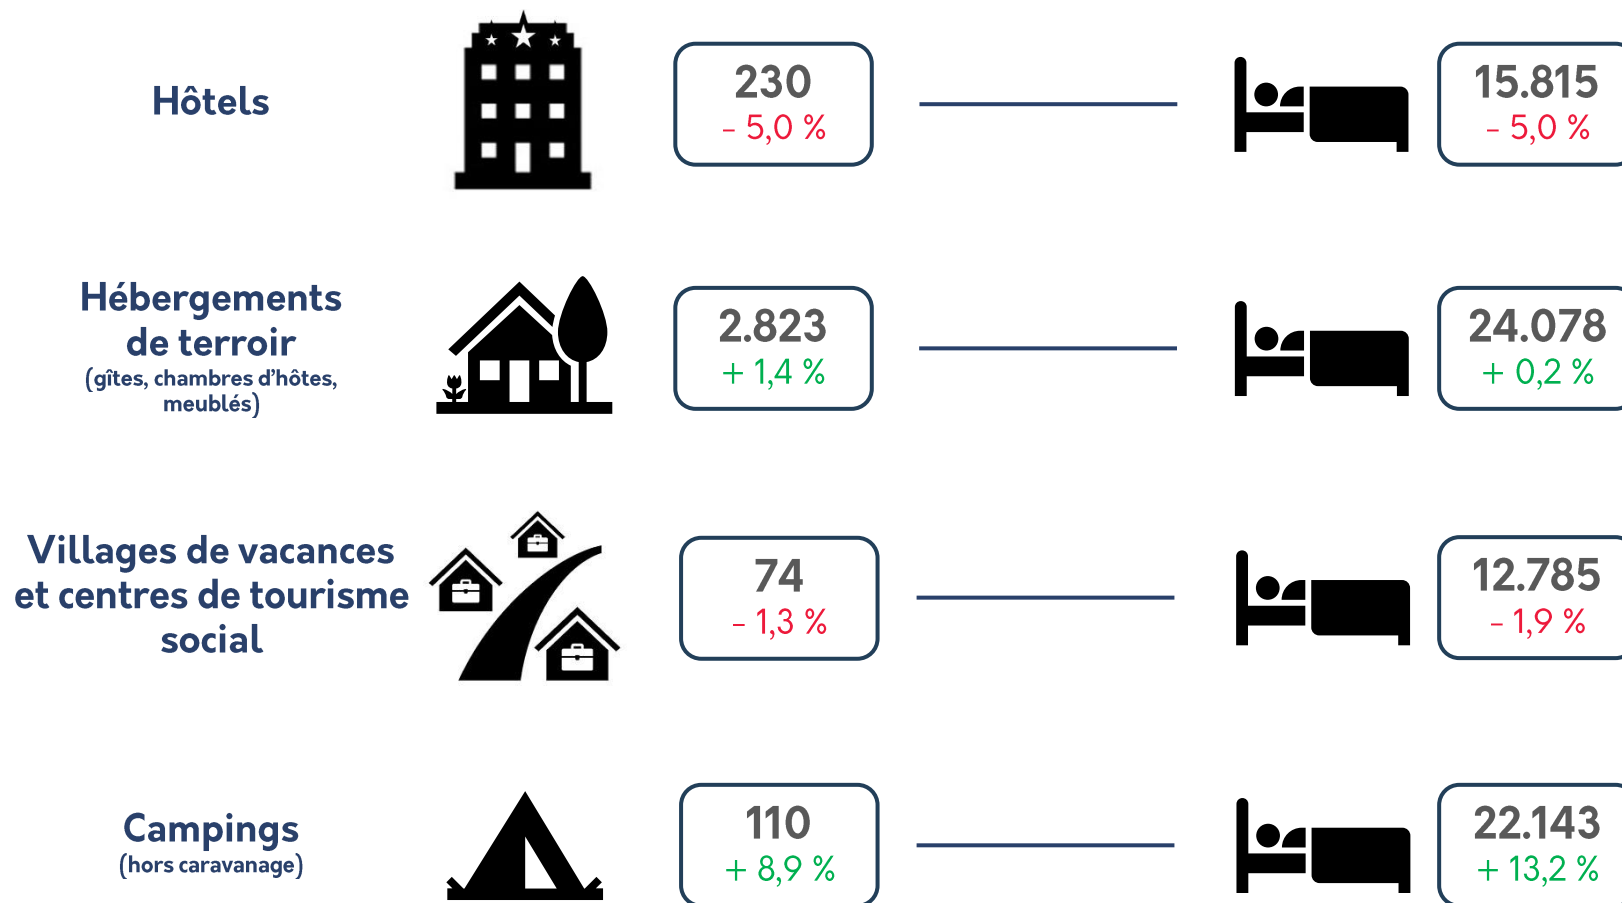 Hôtels
230
- 5,0 %
15.815
- 5,0 %
Hébergements
de terroir
(gîtes, chambres d'hôtes,
meublés)
2.823
+ 1,4 %
24.078
+ 0,2 %
Villages de vacances
et centres de tourisme
social
74
- 1,3 %
12.785
- 1,9 %
Campings
(hors caravanage)
110
+ 8,9 %
22.143
+ 13,2 %